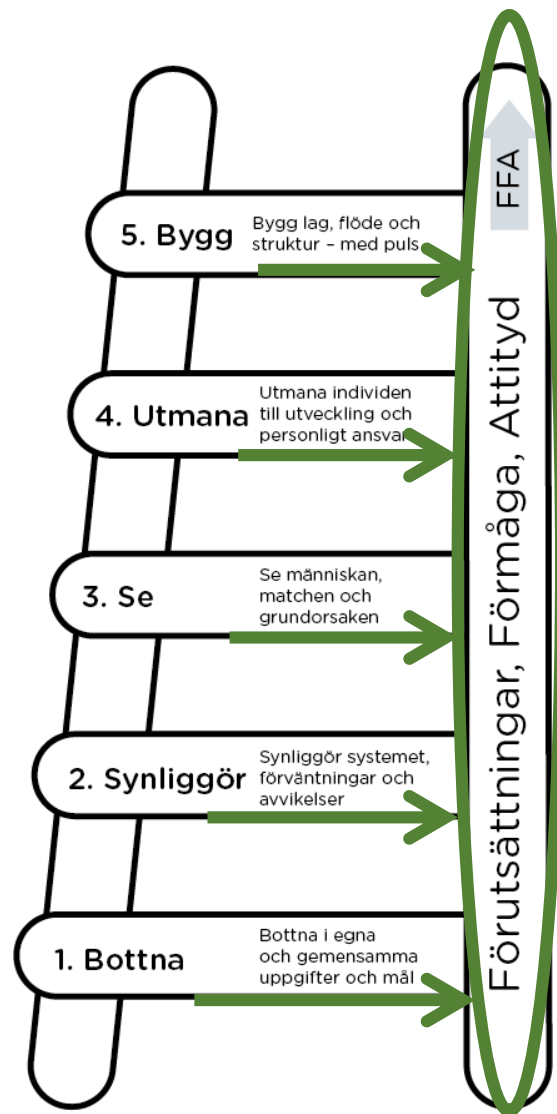 5. Bygg
Bygg lag, flöde och
struktur – med puls
4. Utmana
Utmana individen
till utveckling och
personligt ansvar
3. Se
Se människan,
matchen och
grundorsaken
2. Synliggör
Synliggör systemet,
förväntningar och
avvikelser
1. Bottna
Bottna i egna
och gemensamma
uppgifter och mål
Förutsättningar, Förmåga, Attityd
FFA